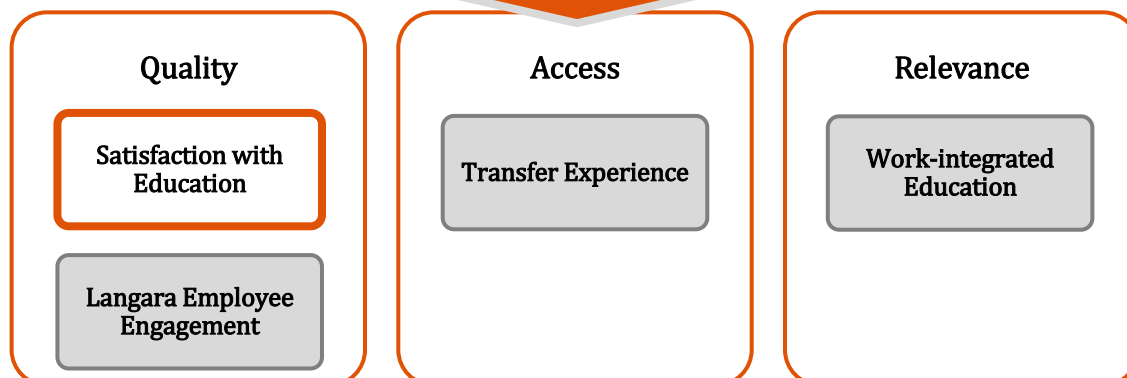 Quality
Satisfaction with
Education
Langara Employee
Engagement
Access
Transfer Experience
Relevance
Work-integrated
Education